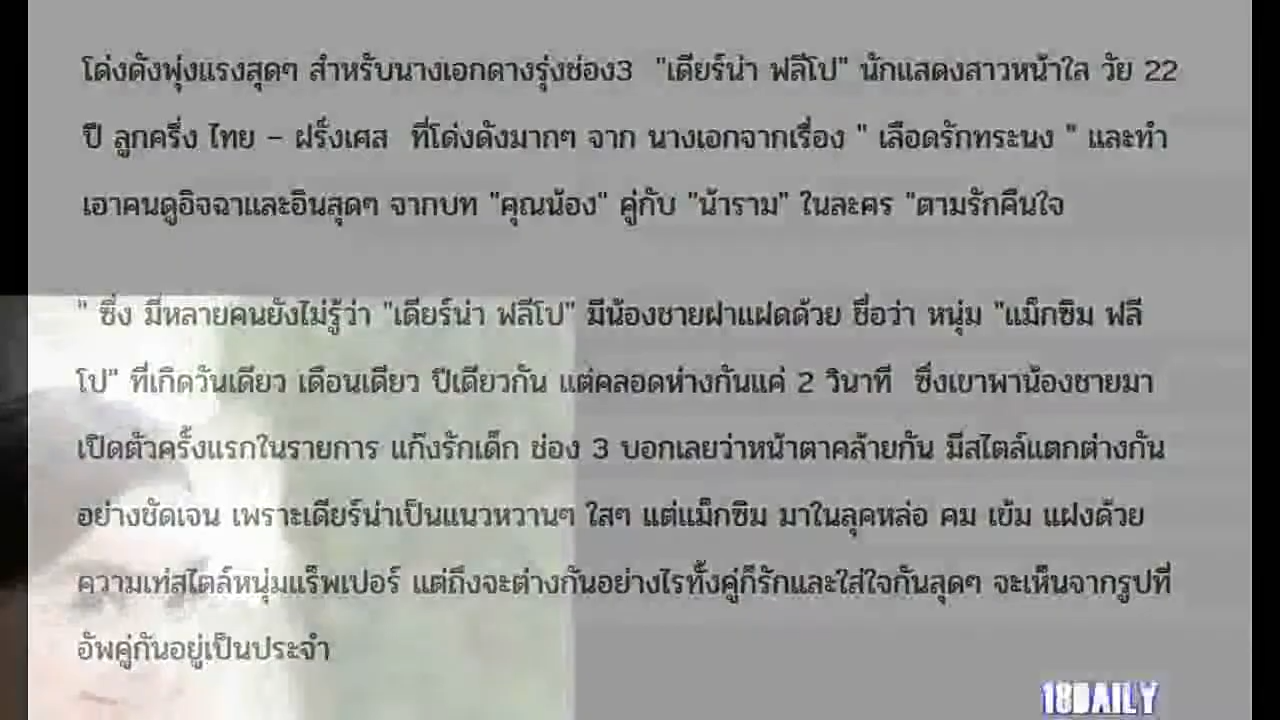 โด่งดังพุ่งแรงสุดๆ สำหรับนางเอกดาวรุ่งช่อง3 "เดียร์น่า ฟลีโป" นักแสดงสาวหน้าใส วัย 22
ปี ลูกครึ่ง ไทย – ฝรั่งเศส ที่โด่งดังมากๆ จาก นางเอกจากเรื่อง " เลือดรักทระนง " และทำ
เอาคนดูอิจฉาและอินสุดๆ จากบท "คุณน้อง" คู่กับ "น้าราม" ในละคร "ตามรักคืนใจ
" ซึ่ง มีหลายคนยังไม่รู้ว่า "เดียร์น่า ฟลีโป" มีน้องชายฝาแฝดด้วย ชื่อว่า หนุ่ม "แม็กซิม ฟลี
โป" ที่เกิดวันเดียว เดือนเดียว ปีเดียวกัน แต่คลอดห่างกันแค่ 2 วินาที ซึ่งเขาพาน้องชายมา
เปิดตัวครั้งแรกในรายการ แก๊งรักเด็ก ช่อง 3 บอกเลยว่าหน้าตาคล้ายกัน มีสไตล์แตกต่างกัน
อย่างชัดเจน เพราะเดียร์น่าเป็นแนวหวานๆ ใสๆ แต่แม็กซิม มาในลุคหล่อ คม เข้ม แฝงด้วย
ความเท่สไตล์หนุ่มแร็พเปอร์ แต่ถึงจะต่างกันอย่างไรทั้งคู่ก็รักและใส่ใจกันสุดๆ จะเห็นจากรูปที่
อัพคู่กันอยู่เป็นประจำ
18DAILY